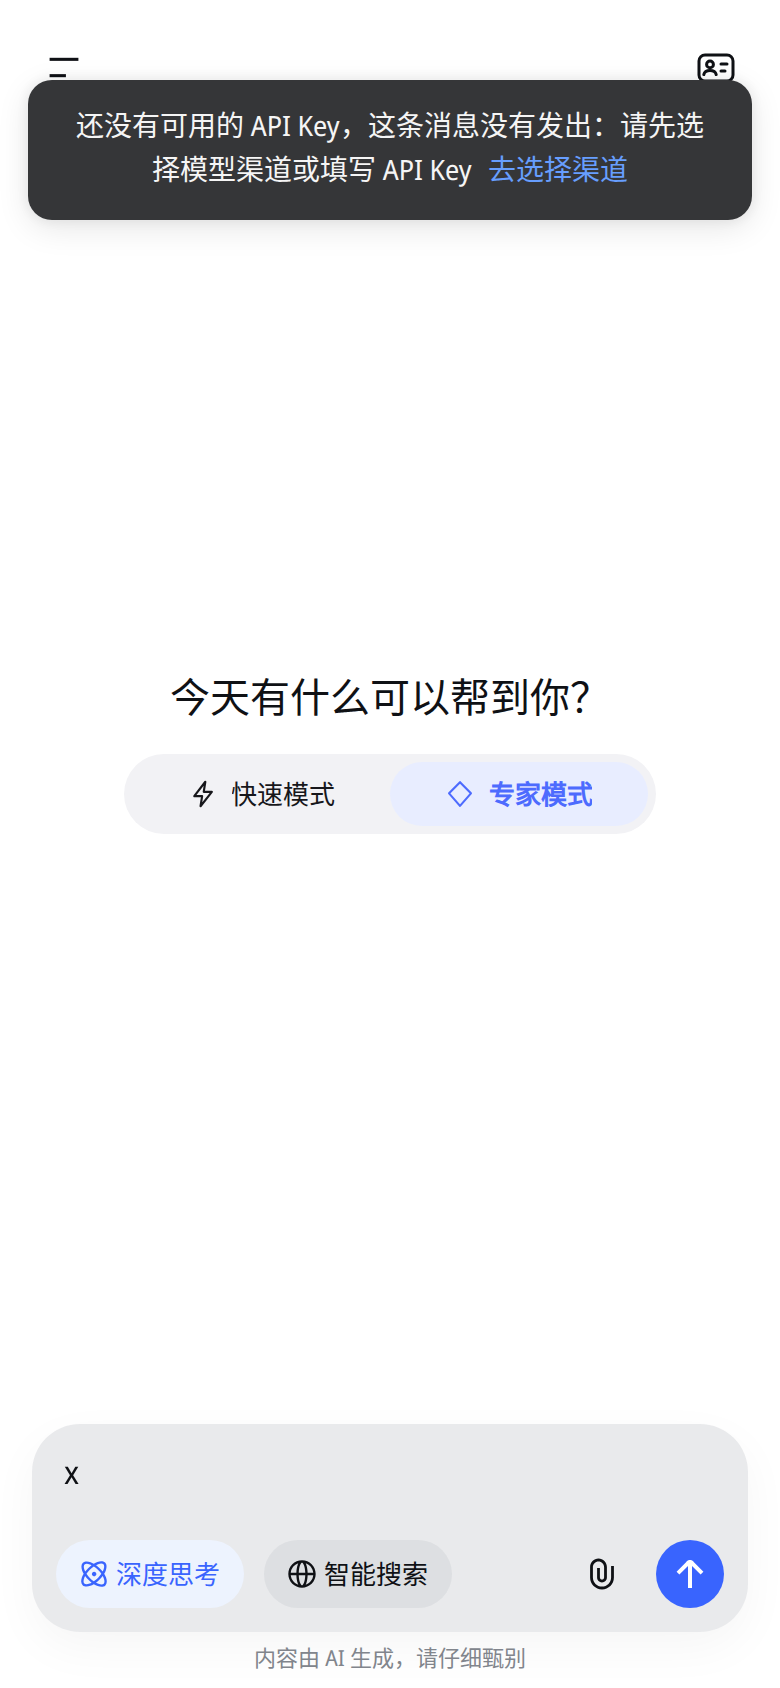 还没有可用的 API Key，这条消息没有发出：请先选
择模型渠道或填写 API Key 去选择渠道
今天有什么可以帮到你？
快速模式 专家模式
x
深度思考 智能搜索
内容由 AI 生成，请仔细甄别